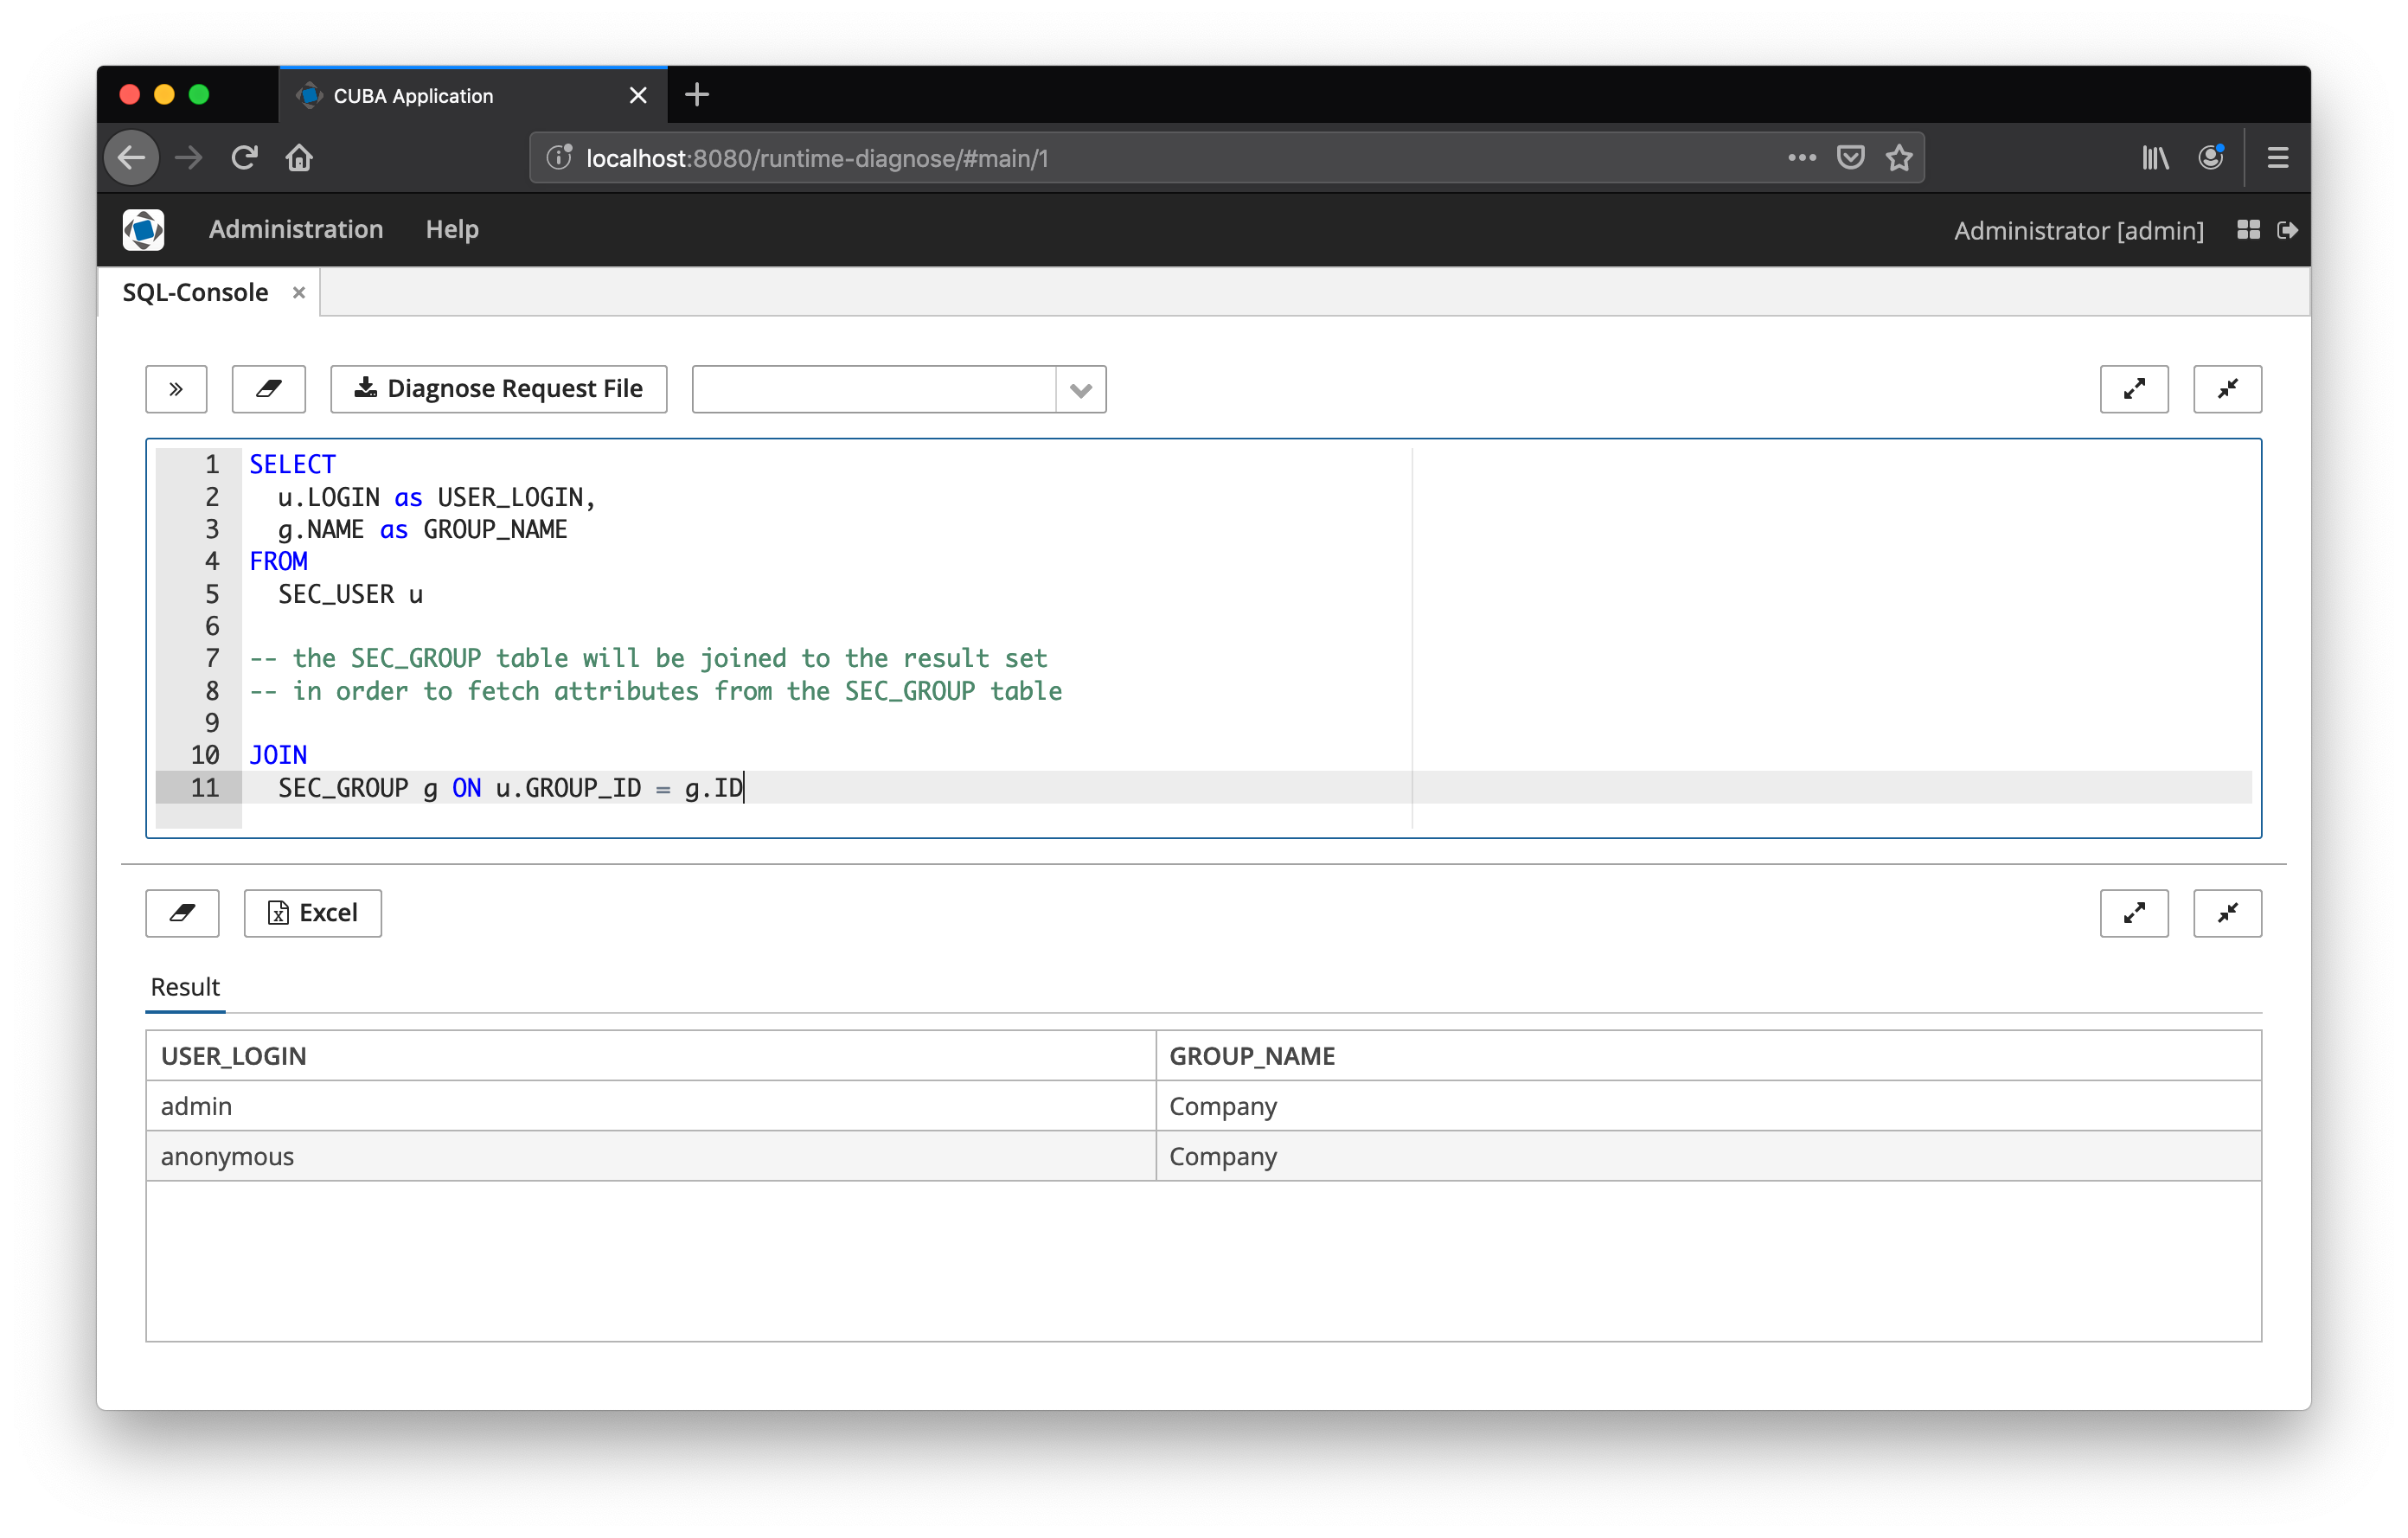 CUBA Application
localhost:8080/runtime-diagnose/#main/1
Administration Help Administrator [admin]
SQL-Console
Diagnose Request File
1 SELECT
2 u.LOGIN as USER_LOGIN,
3 g.NAME as GROUP_NAME
4 FROM
5 SEC_USER u
6
7 -- the SEC_GROUP table will be joined to the result set
8 -- in order to fetch attributes from the SEC_GROUP table
9
10 JOIN
11 SEC_GROUP g ON u.GROUP_ID = g.ID
Excel
Result
USER_LOGIN GROUP_NAME
admin Company
anonymous Company